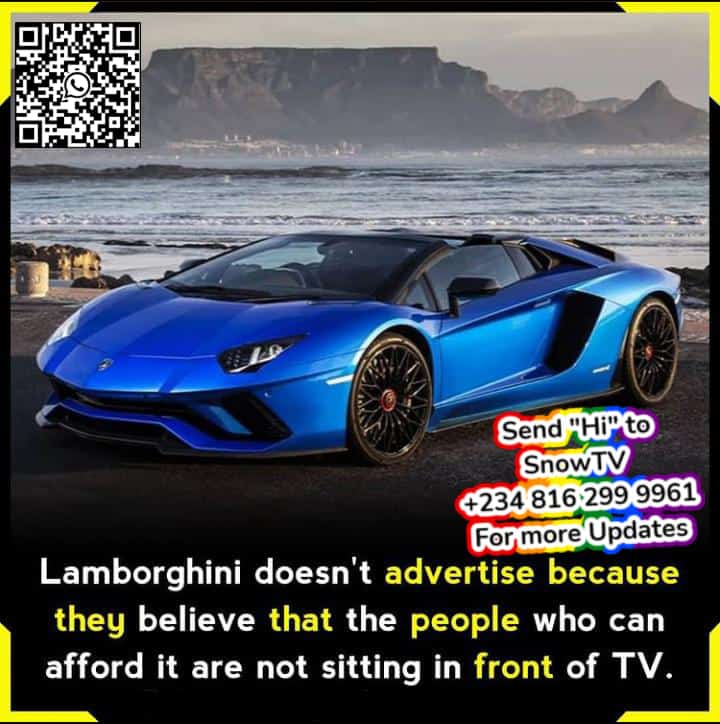 Send "Hi" to
SnowTV
+234 816 299 9961
For more Updates
Lamborghini doesn't advertise because
they believe that the people who can
afford it are not sitting in front of TV.